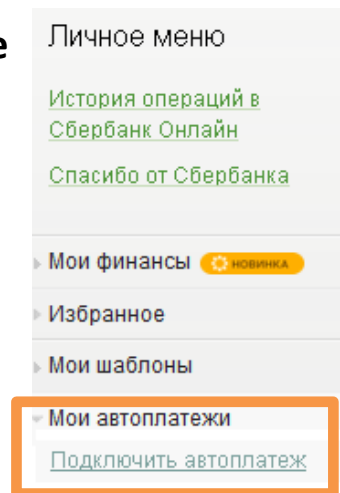 е
Личное меню
История операций в
Сбербанк Онлайн
Спасибо от Сбербанка
Мои финансы НОВИНКА
Избранное
Мои шаблоны
Мои автоплатежи
Подключить автоплатеж